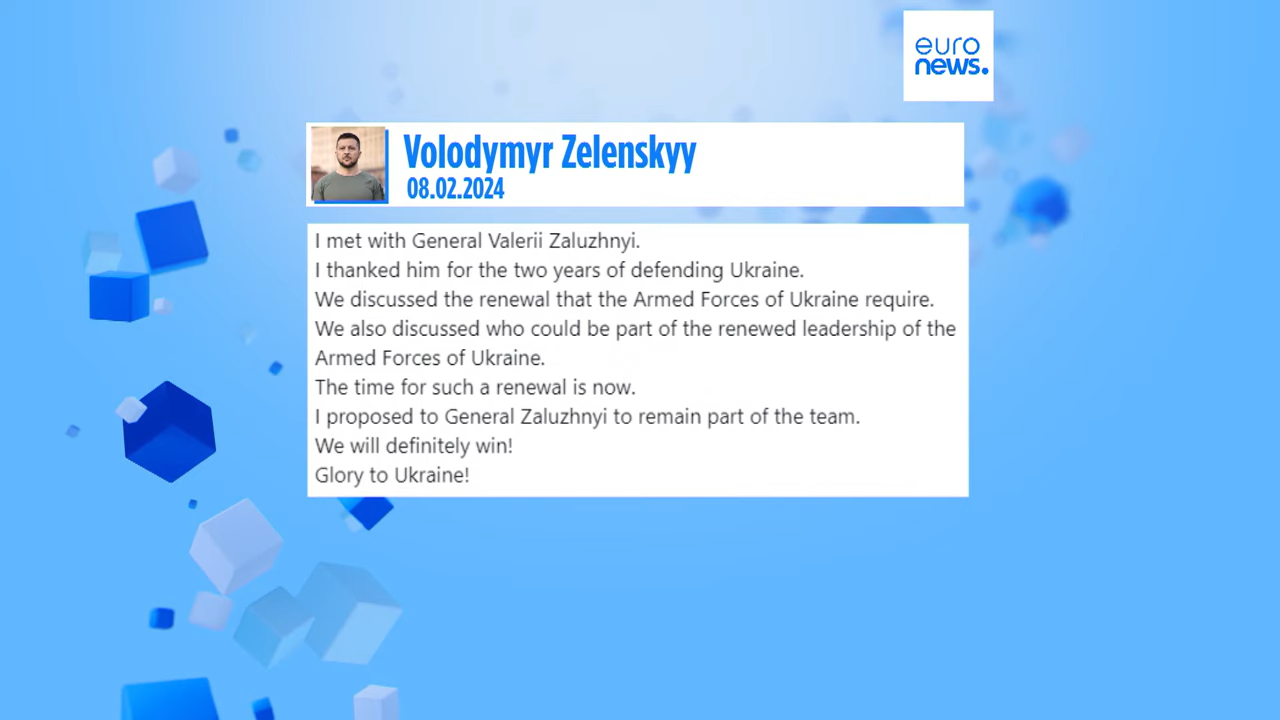 euro
news.
Volodymyr Zelenskyy
08.02.2024
I met with General Valerii Zaluzhnyi.
I thanked him for the two years of defending Ukraine.
We discussed the renewal that the Armed Forces of Ukraine require.
We also discussed who could be part of the renewed leadership of the
Armed Forces of Ukraine.
The time for such a renewal is now.
I proposed to General Zaluzhnyi to remain part of the team.
We will definitely win!
Glory to Ukraine!